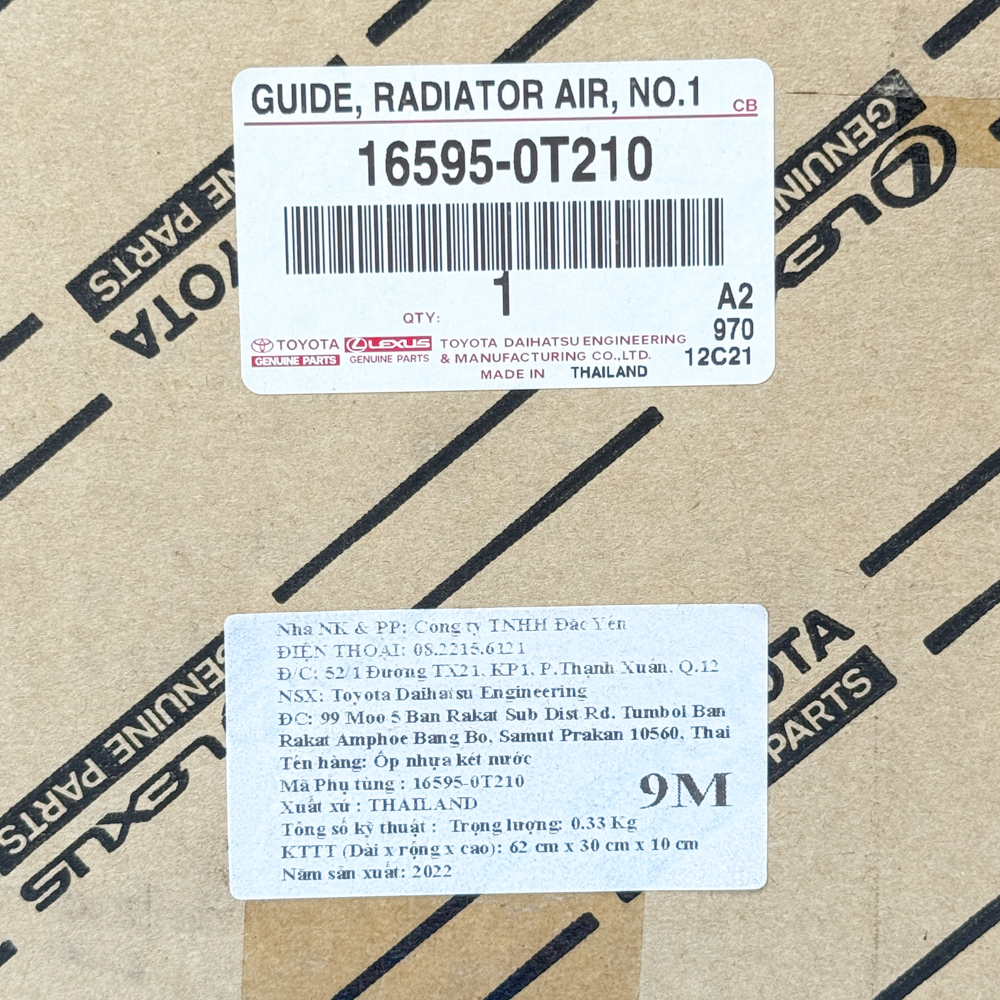 GUIDE, RADIATOR AIR, NO.1 CB
16595-0T210
1
QTY:
A2
970
12C21
TOYOTA
GENUINE PARTS
LEXUS
GENUINE PARTS
TOYOTA DAIHATSU ENGINEERING
& MANUFACTURING CO.,LTD.
MADE IN THAILAND
GENUINE
LEXUS
PARTS
TOYOTA
Nhà NK & PP: Công ty TNHH Đắc Yến
ĐIỆN THOẠI: 08.2215.6121
Đ/C: 52/1 Đường TX21, KP1, P.Thạnh Xuân, Q.12
NSX: Toyota Daihatsu Engineering
ĐC: 99 Moo 5 Ban Rakat Sub Dist Rd. Tumboi Ban
Rakat Amphoe Bang Bo, Samut Prakan 10560, Thai
Tên hàng: Ốp nhựa két nước
Mã Phụ tùng : 16595-0T210
Xuất xứ : THAILAND
9M
Tổng số kỹ thuật : Trọng lượng: 0.33 Kg
KTTT (Dài x rộng x cao): 62 cm x 30 cm x 10 cm
Năm sản xuất: 2022
GENUINE PARTS
LEXUS
OTA
PARTS